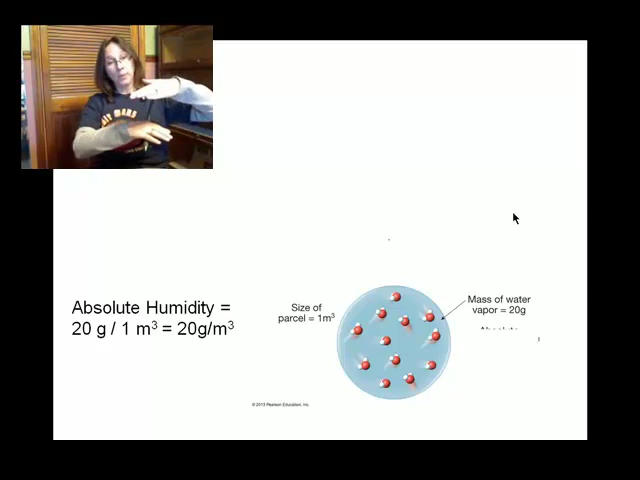 Absolute Humidity =
20 g / 1 m³ = 20g/m³
Size of
parcel = 1m³
Mass of water
vapor = 20g
© 2013 Pearson Education, Inc.